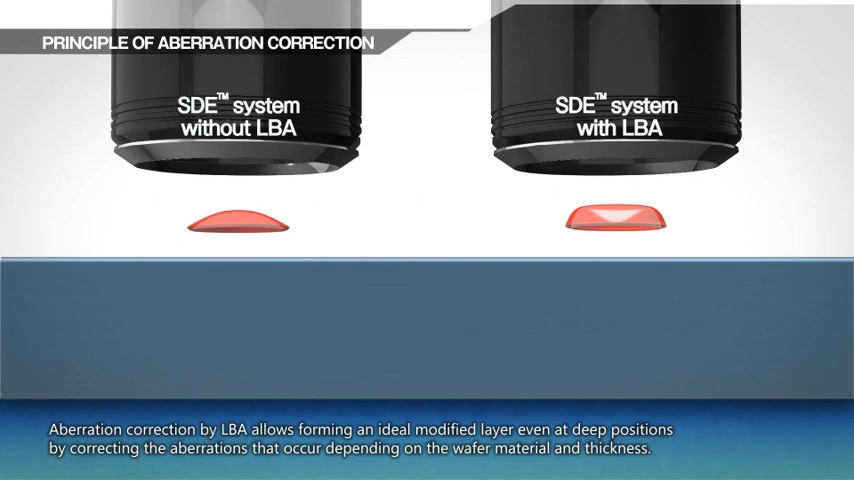 PRINCIPLE OF ABERRATION CORRECTION
SDE™ system
without LBA
SDE™ system
with LBA
Aberration correction by LBA allows forming an ideal modified layer even at deep positions
by correcting the aberrations that occur depending on the wafer material and thickness.